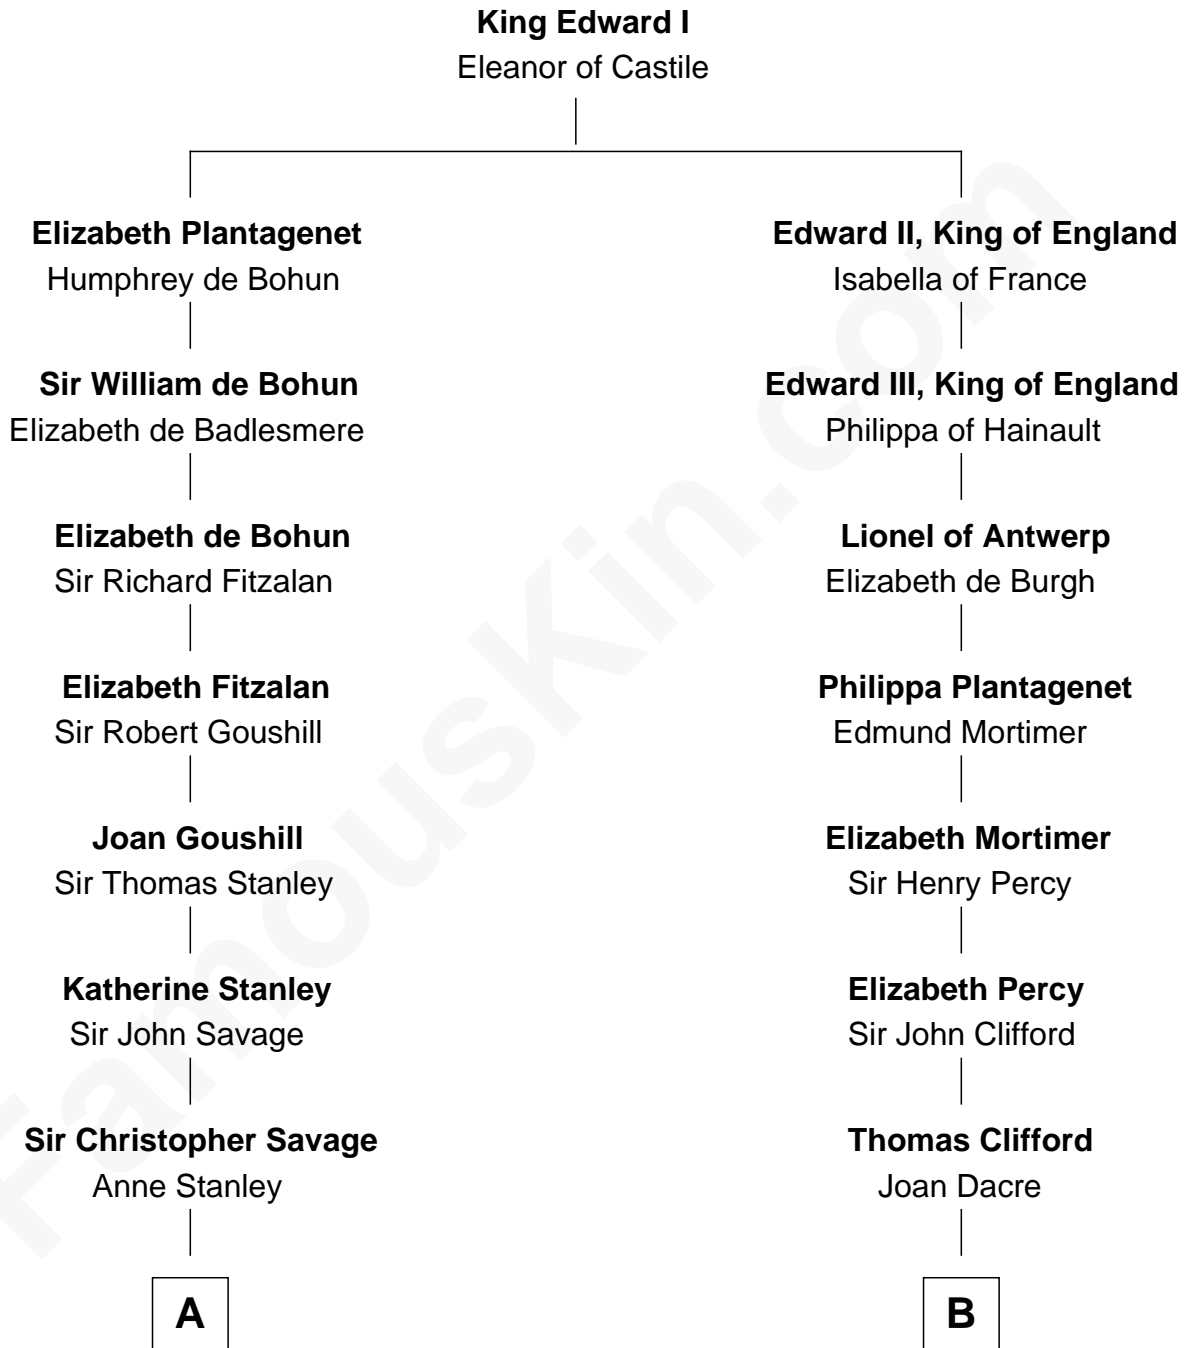 King Edward I
Eleanor of Castile
Elizabeth Plantagenet
Humphrey de Bohun
Edward II, King of England
Isabella of France
Sir William de Bohun
Elizabeth de Badlesmere
Edward III, King of England
Philippa of Hainault
Elizabeth de Bohun
Sir Richard Fitzalan
Lionel of Antwerp
Elizabeth de Burgh
Elizabeth Fitzalan
Sir Robert Goushill
Philippa Plantagenet
Edmund Mortimer
Joan Goushill
Sir Thomas Stanley
Elizabeth Mortimer
Sir Henry Percy
Katherine Stanley
Sir John Savage
Elizabeth Percy
Sir John Clifford
Sir Christopher Savage
Anne Stanley
Thomas Clifford
Joan Dacre
A
B
FamousKin.com